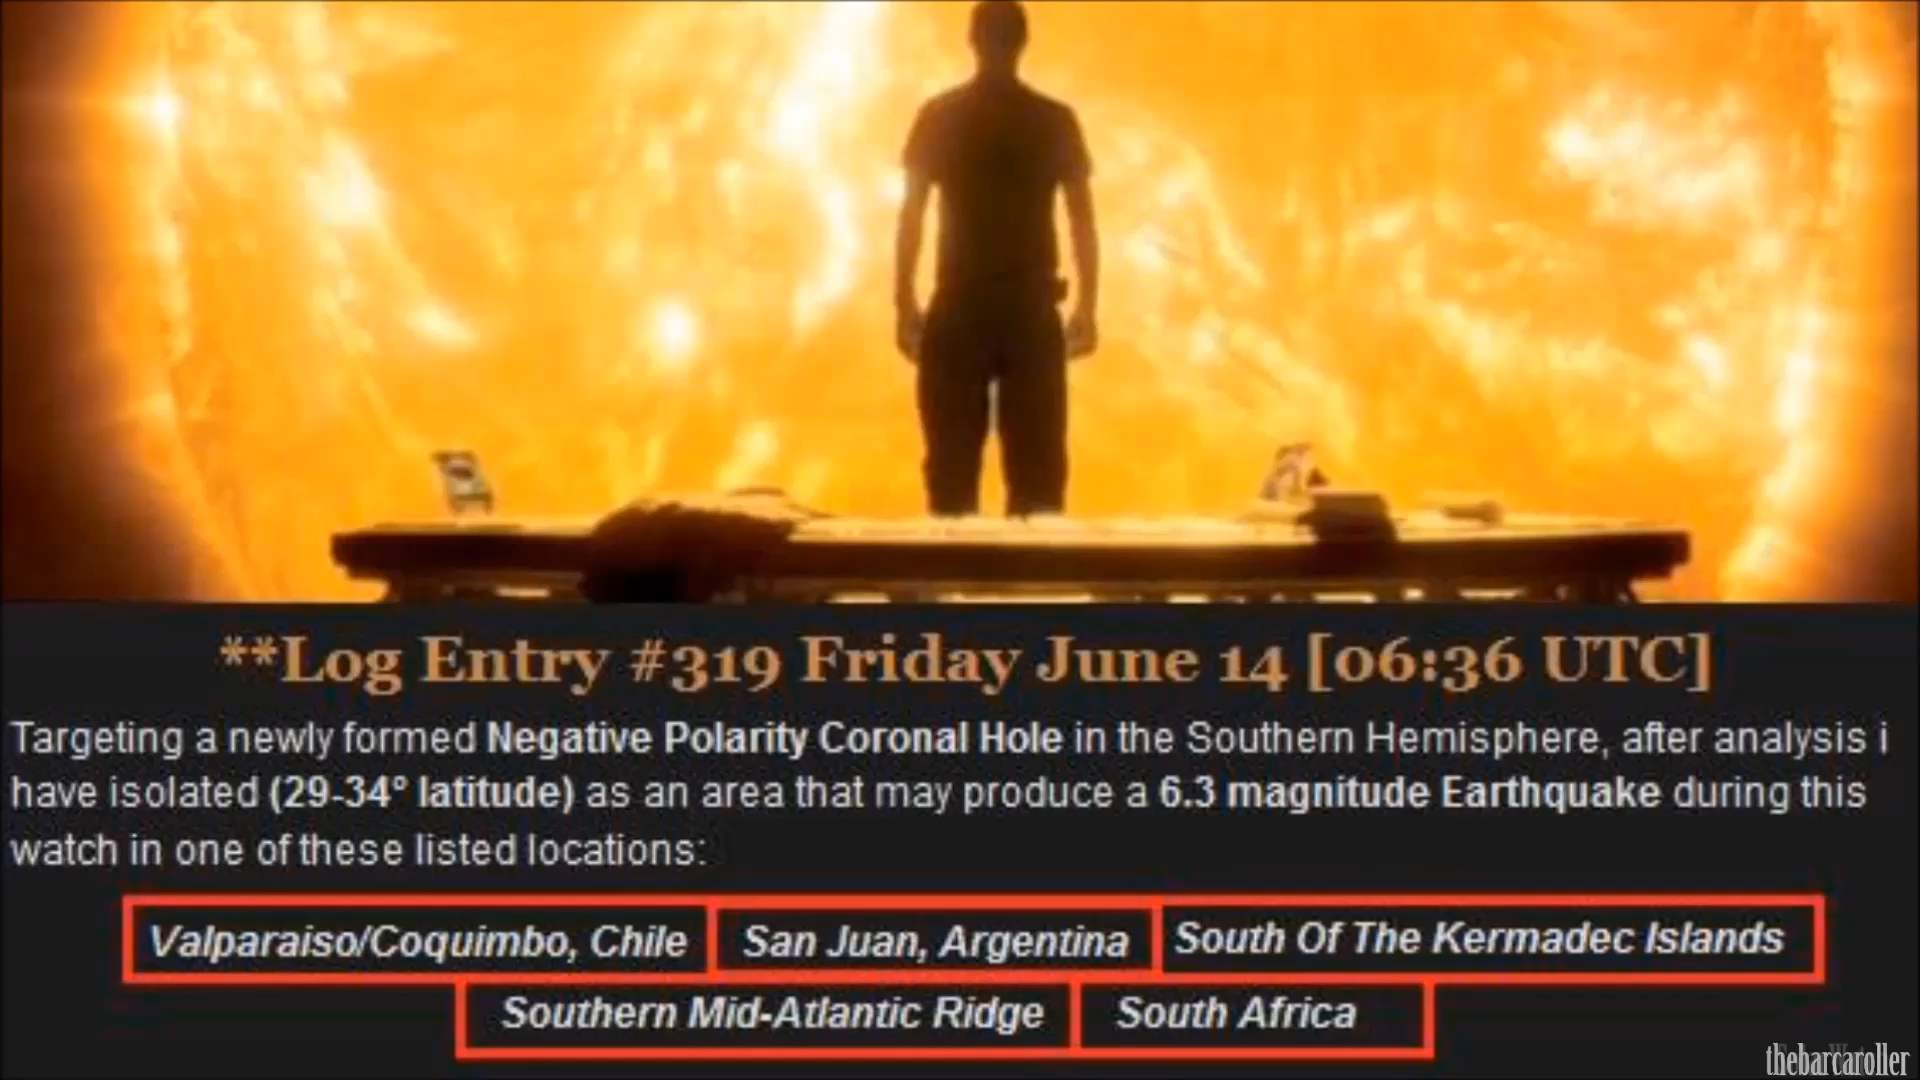 **Log Entry #319 Friday June 14 [06:36 UTC]
Targeting a newly formed Negative Polarity Coronal Hole in the Southern Hemisphere, after analysis i
have isolated (29-34° latitude) as an area that may produce a 6.3 magnitude Earthquake during this
watch in one of these listed locations:
Valparaiso/Coquimbo, Chile San Juan, Argentina South Of The Kermadec Islands
Southern Mid-Atlantic Ridge South Africa
thebarcaroller